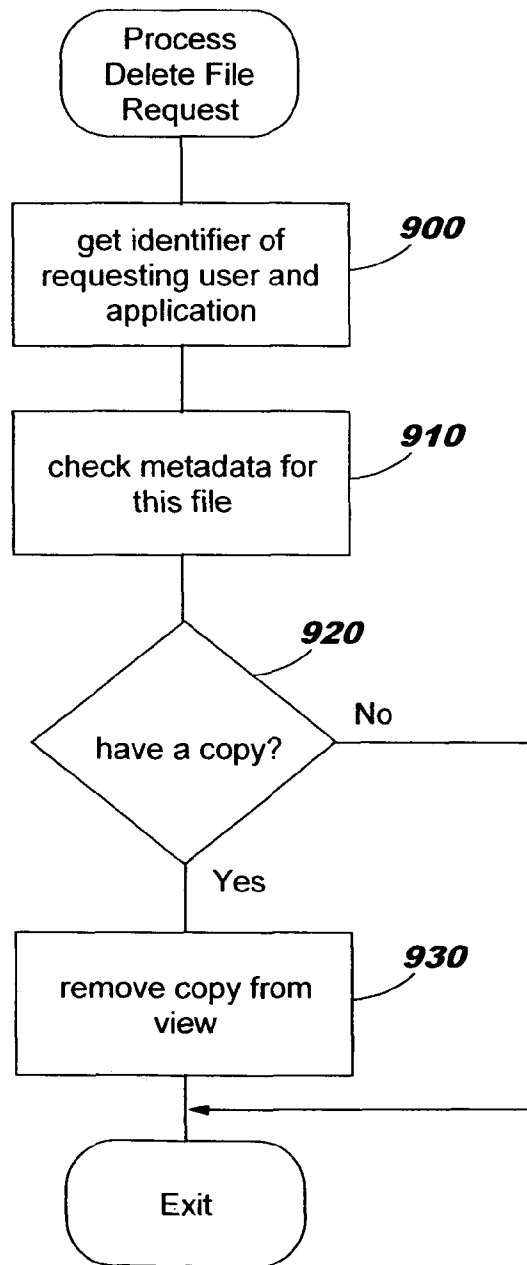 Process
Delete File
Request
900
get identifier of
requesting user and
application
910
check metadata for
this file
920
have a copy?
No
Yes
930
remove copy from
view
Exit